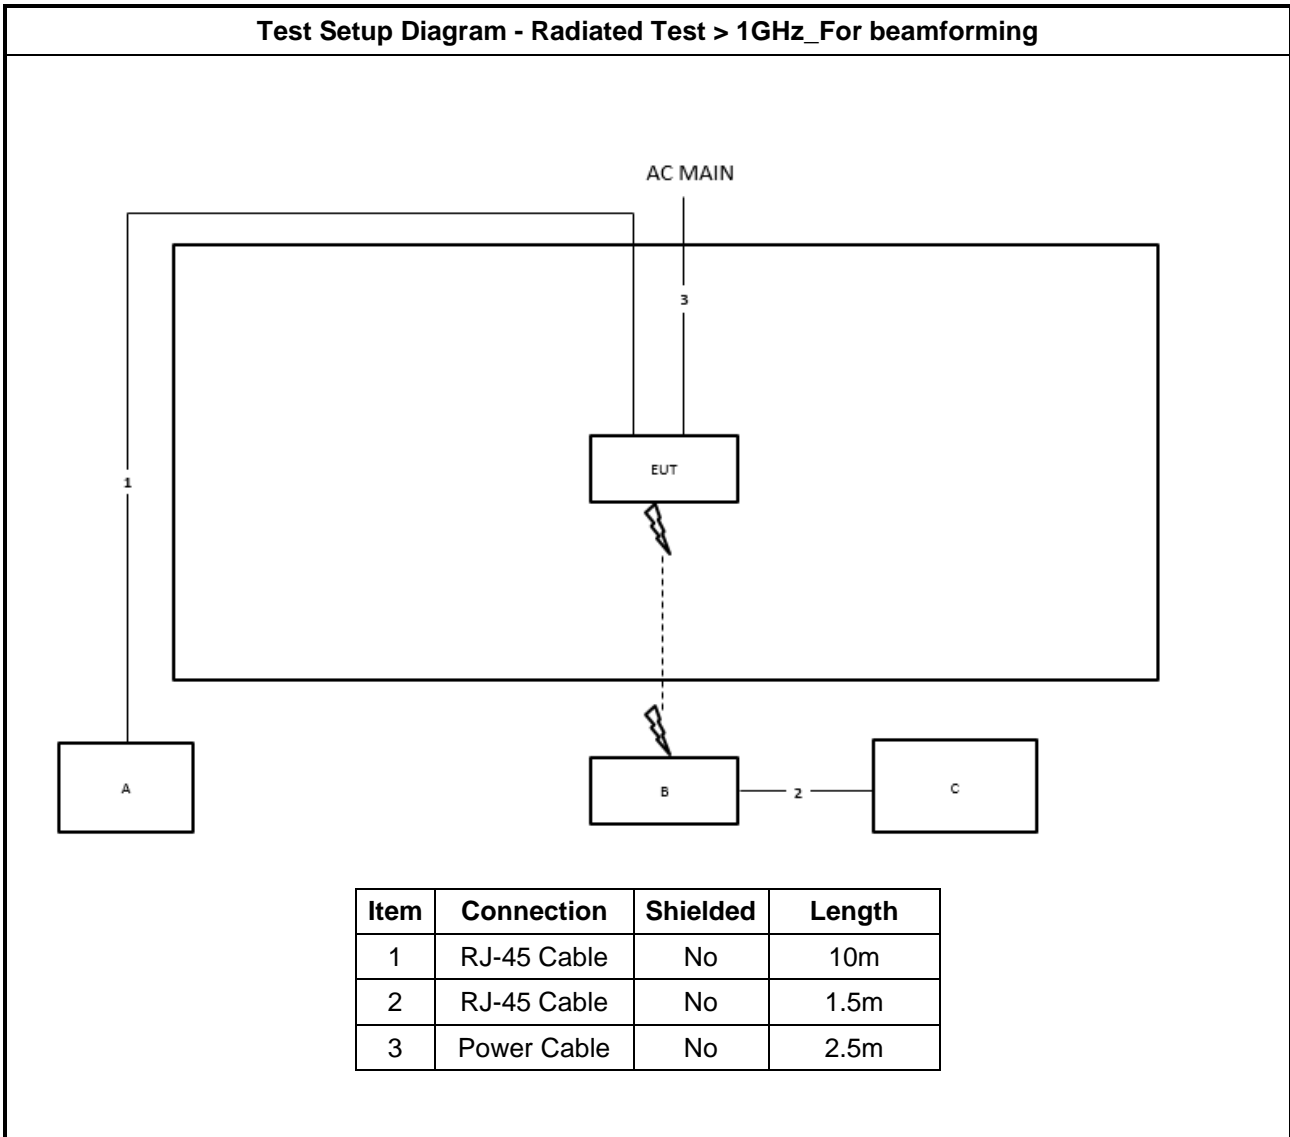 Test Setup Diagram - Radiated Test > 1GHz_For beamforming
AC MAIN
3
EUT
1
A
B
2
C
Item Connection Shielded Length
1 RJ-45 Cable No 10m
2 RJ-45 Cable No 1.5m
3 Power Cable No 2.5m